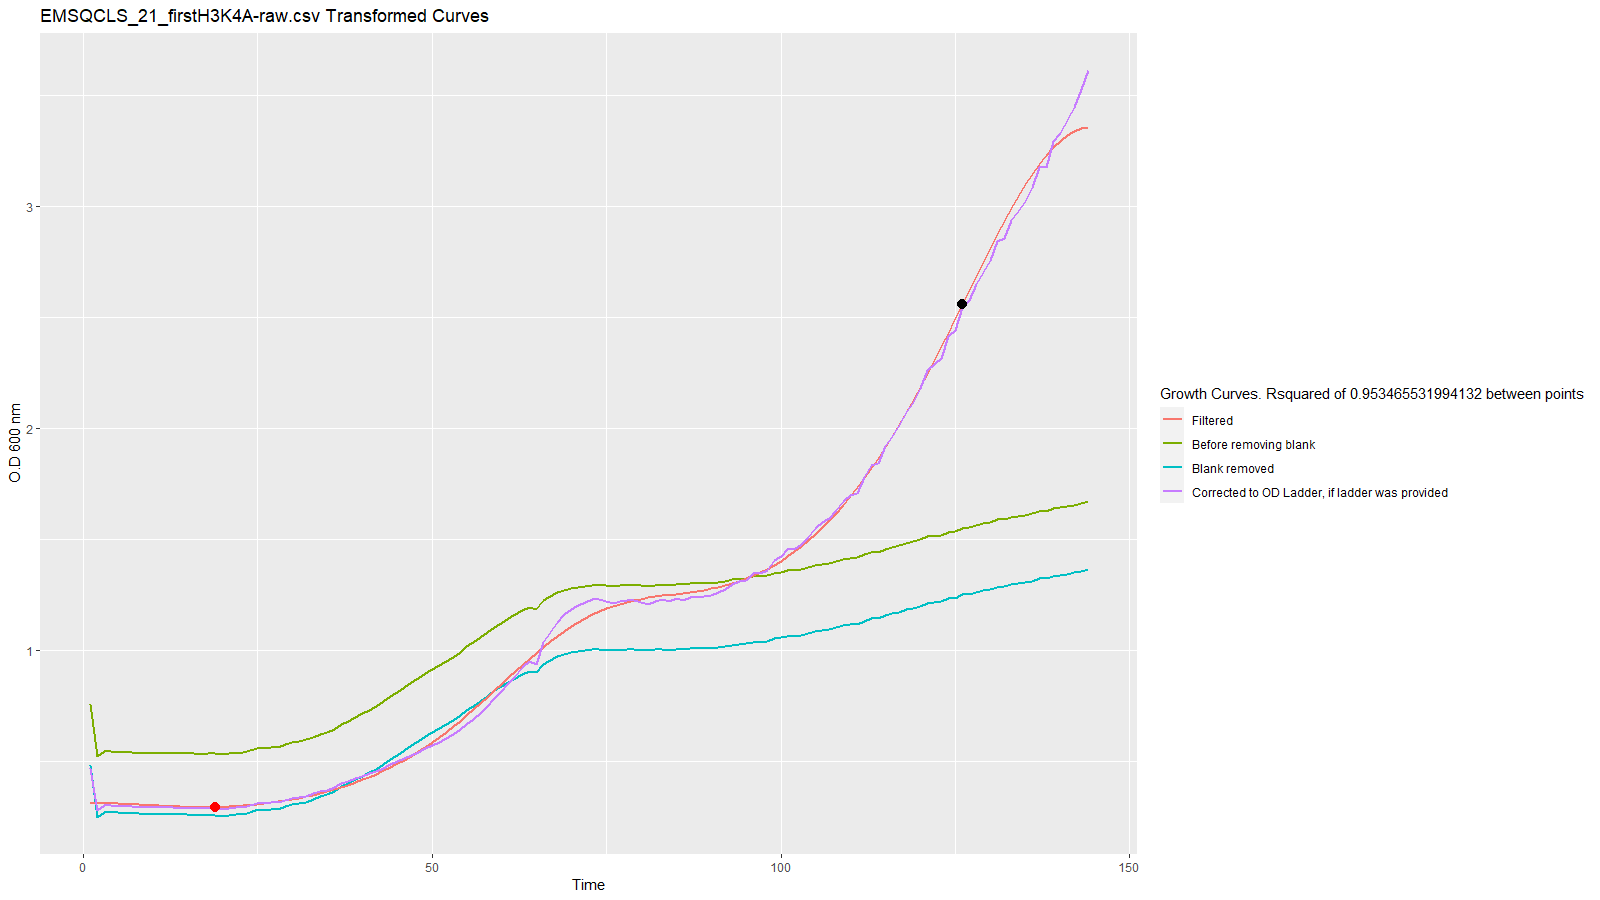 EMSQCLS_21_firstH3K4A-raw.csv Transformed Curves
3
2
1
O.D 600 nm
0
50
100
150
Time
Growth Curves. Rsquared of 0.953465531994132 between points
Filtered
Before removing blank
Blank removed
Corrected to OD Ladder, if ladder was provided